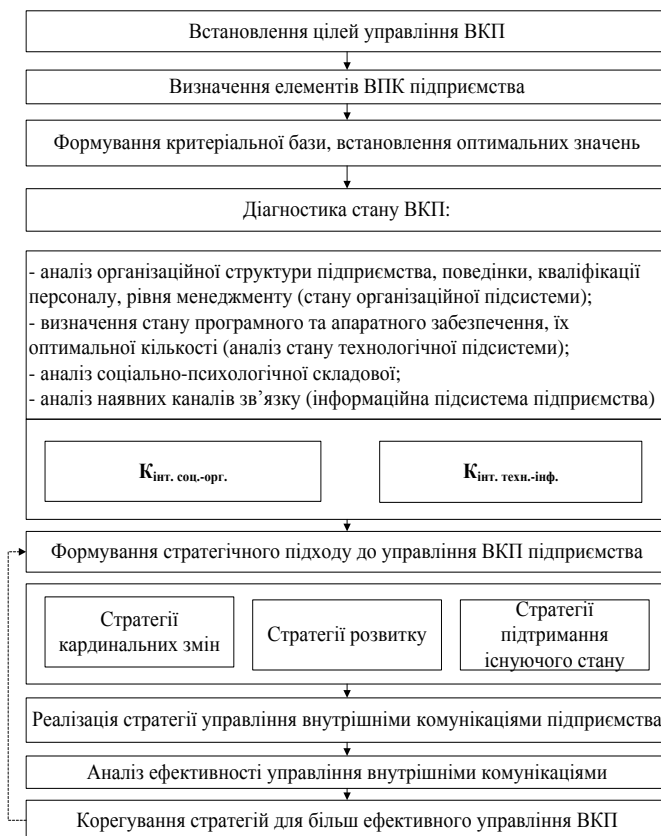 Встановлення цілей управління ВКП
Визначення елементів ВПК підприємства
Формування критеріальної бази, встановлення оптимальних значень
Діагностика стану ВКП:
- аналіз організаційної структури підприємства, поведінки, кваліфікації
персоналу, рівня менеджменту (стану організаційної підсистеми);
- визначення стану програмного та апаратного забезпечення, їх
оптимальної кількості (аналіз стану технологічної підсистеми);
- аналіз соціально-психологічної складової;
- аналіз наявних каналів зв’язку (інформаційна підсистема підприємства)
Кінт. соц.-орг.
Кінт. техн.-інф.
Формування стратегічного підходу до управління ВКП підприємства
Стратегії
кардинальних змін
Стратегії розвитку
Стратегії
підтримання
існуючого стану
Реалізація стратегії управління внутрішніми комунікаціями підприємства
Аналіз ефективності управління внутрішніми комунікаціями
Корегування стратегій для більш ефективного управління ВКП